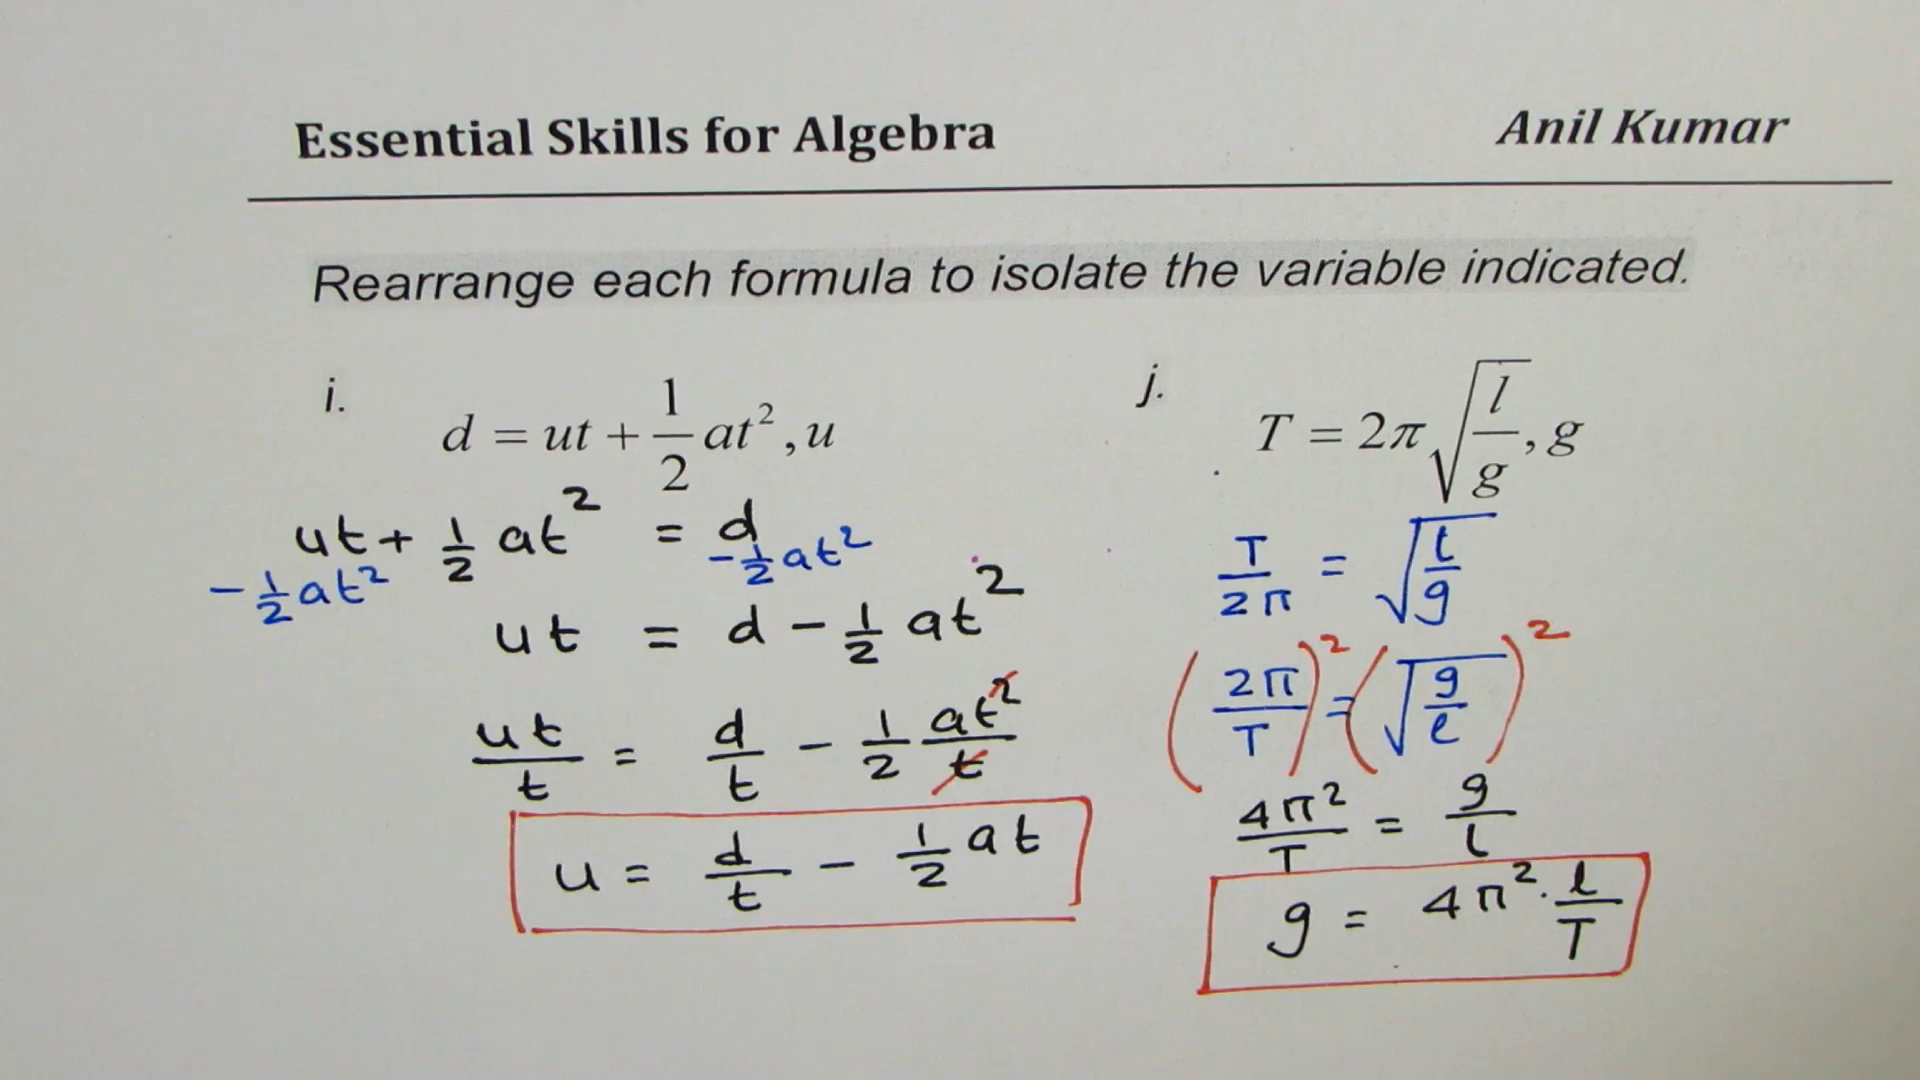 Essential Skills for Algebra Anil Kumar
Rearrange each formula to isolate the variable indicated.
i. d = ut + 1/2 at², u
ut + 1/2 at² = d
-1/2 at² -1/2 at²
ut = d - 1/2 at²
ut/t = d/t - 1/2 at²/t
u = d/t - 1/2 at
j. T = 2π√(l/g), g
T/2π = √(l/g)
(2π/T)² = (√(g/l))²
4π²/T = g/l
g = 4π² · l/T